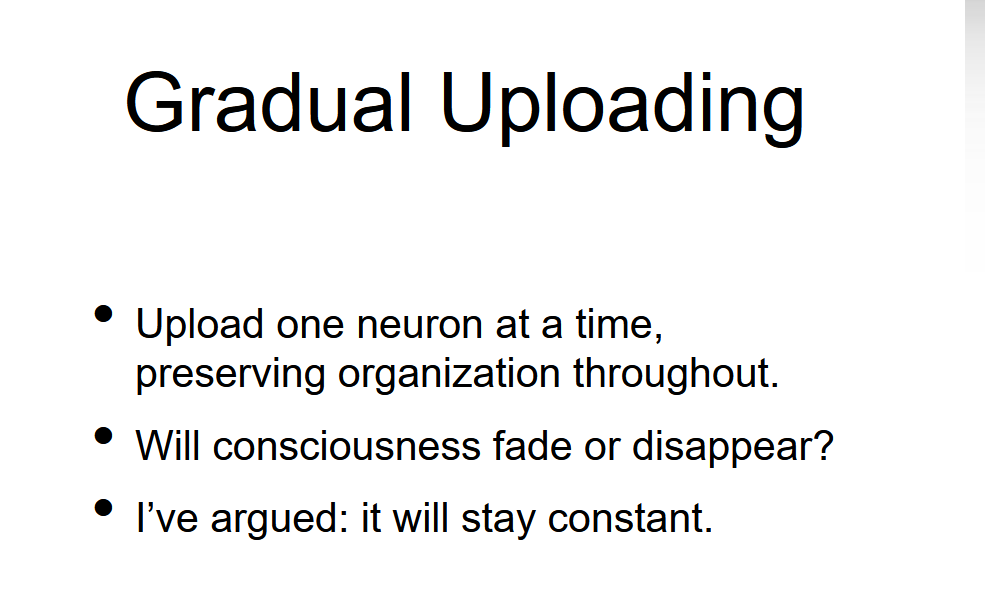 Gradual Uploading
• Upload one neuron at a time,
preserving organization throughout.
• Will consciousness fade or disappear?
• I’ve argued: it will stay constant.